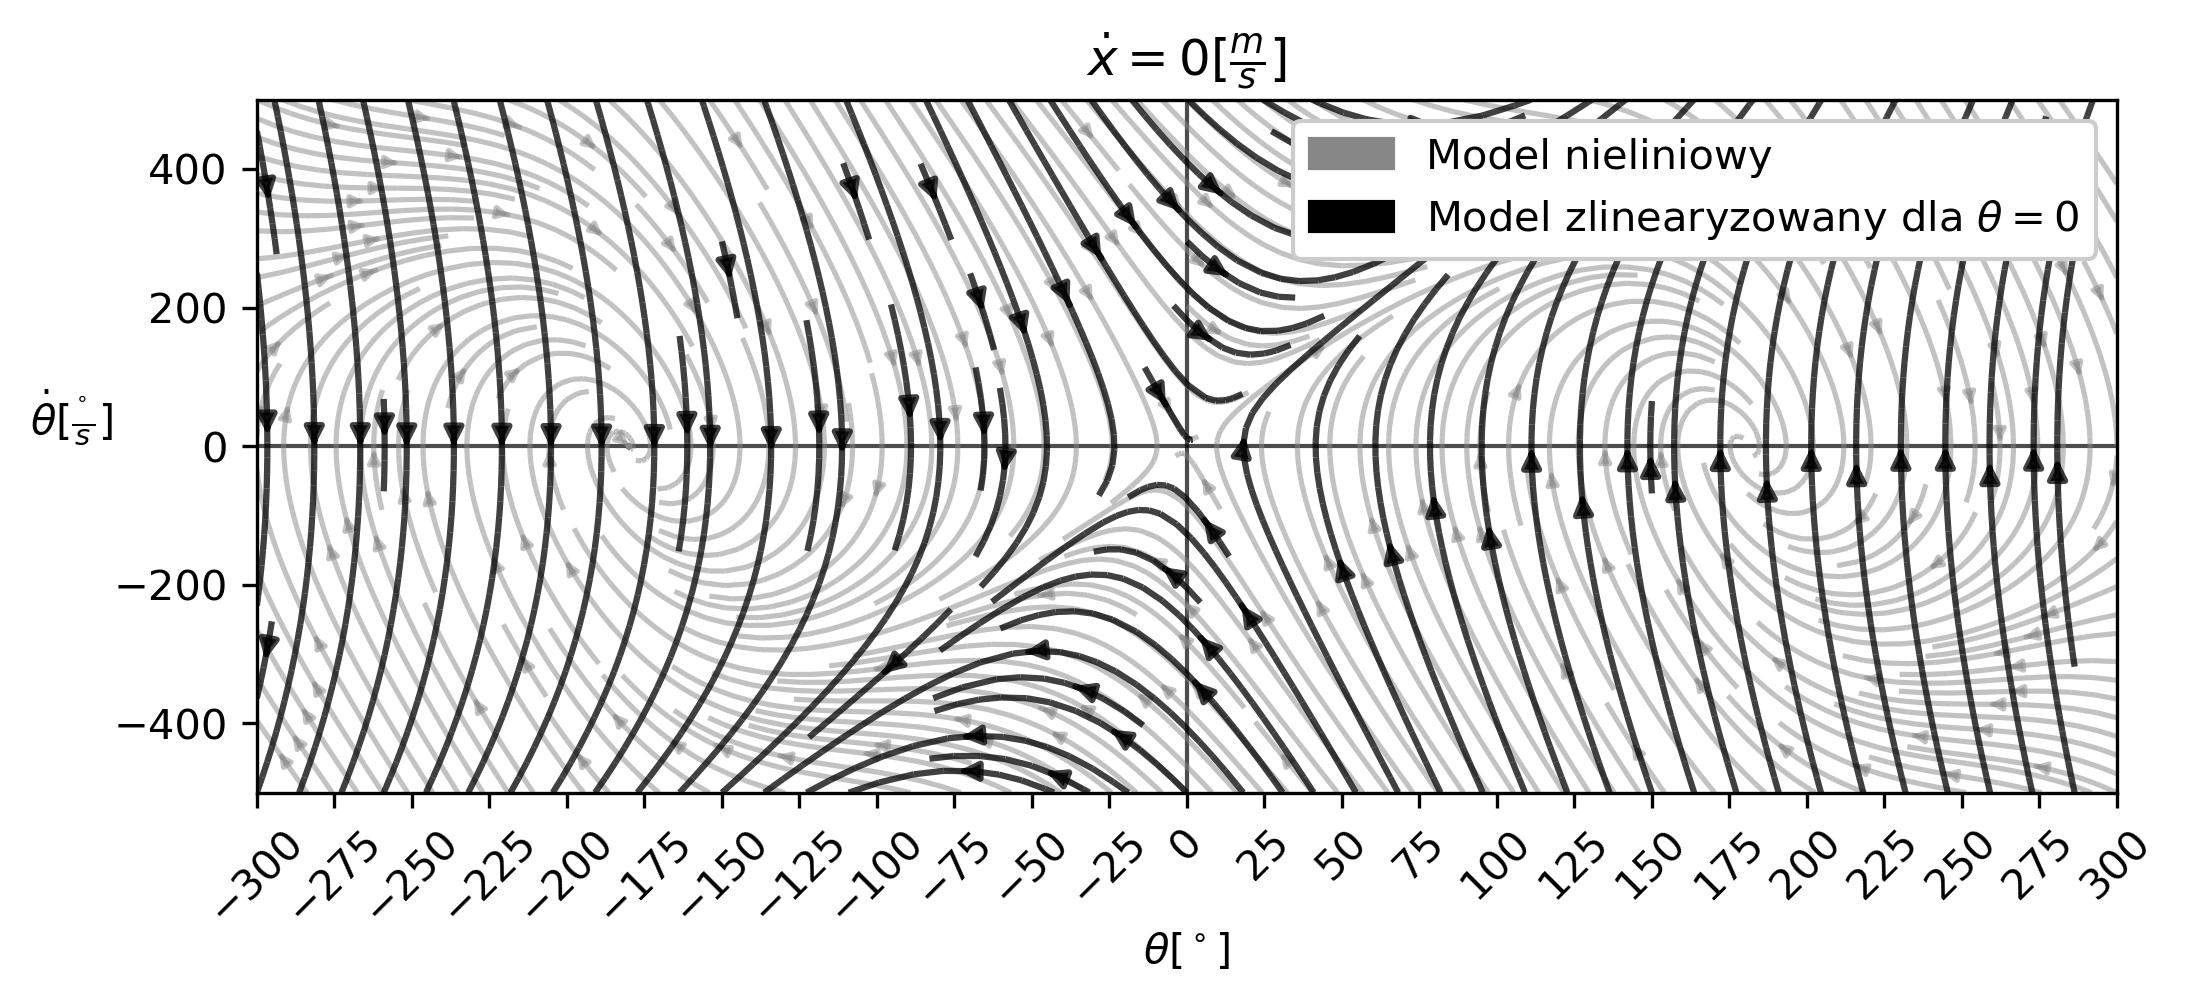 ẋ = 0[m/s]
Model nieliniowy
Model zlinearyzowany dla θ = 0
400
200
0
−200
−400
θ̇[°/s]
−300 −275 −250 −225 −200 −175 −150 −125 −100 −75 −50 −25 0 25 50 75 100 125 150 175 200 225 250 275 300
θ[°]